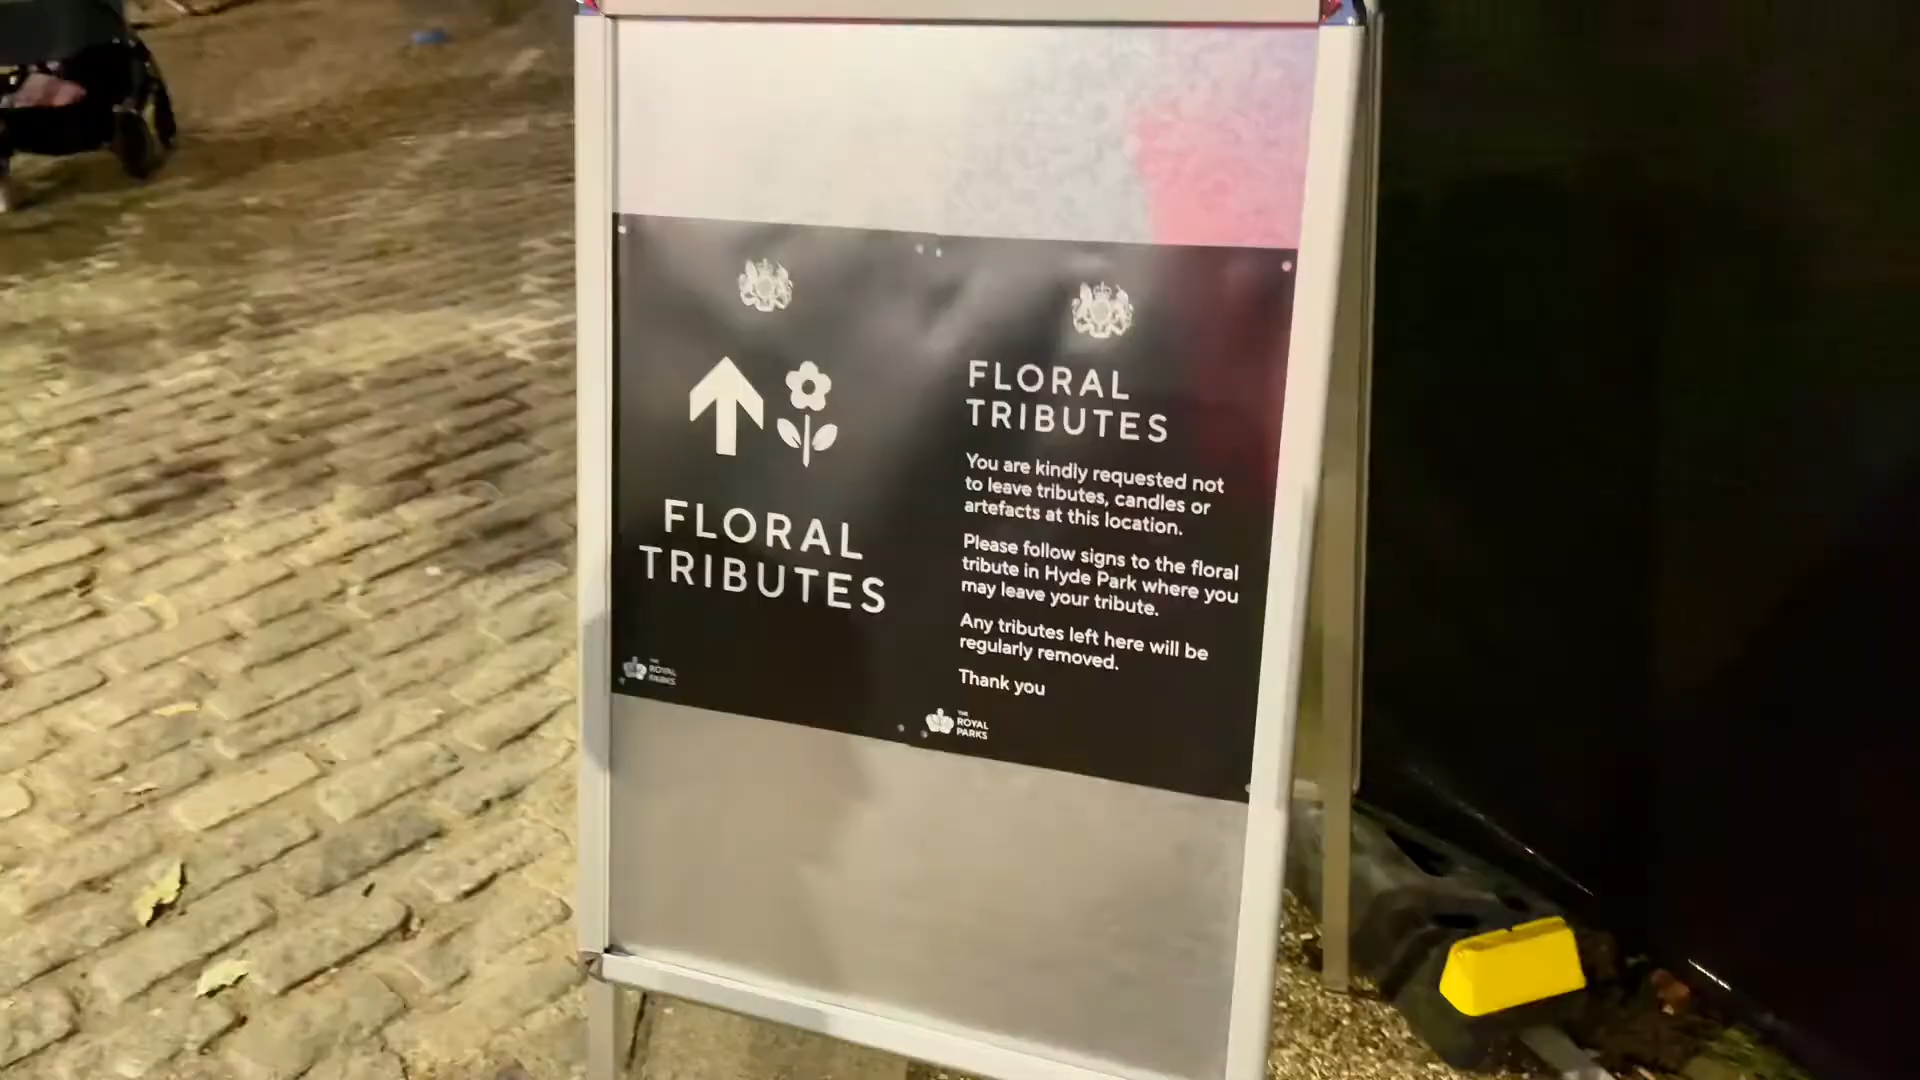 FLORAL
TRIBUTES
THE
ROYAL
PARKS
FLORAL
TRIBUTES
You are kindly requested not
to leave tributes, candles or
artefacts at this location.
Please follow signs to the floral
tribute in Hyde Park where you
may leave your tribute.
Any tributes left here will be
regularly removed.
Thank you
THE
ROYAL
PARKS